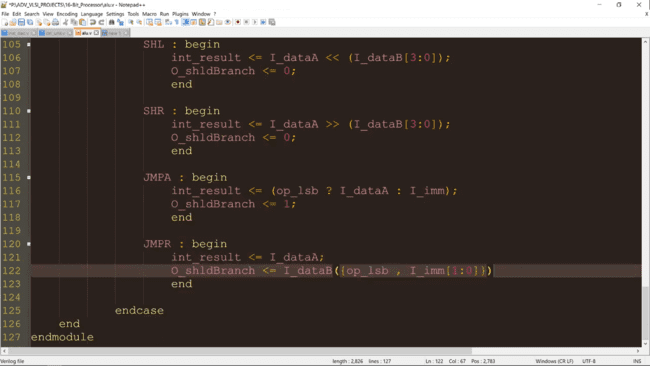 *F:\ADV_VLSI_PROJECTS\16-Bit_Processor\alu.v - Notepad++
File Edit Search View Encoding Language Settings Tools Macro Run Plugins Window ?
alu.v
105 SHL : begin
106 int_result <= I_dataA << (I_dataB[3:0]);
107 O_shldBranch <= 0;
108 end
109
110 SHR : begin
111 int_result <= I_dataA >> (I_dataB[3:0]);
112 O_shldBranch <= 0;
113 end
114
115 JMPA : begin
116 int_result <= (op_lsb ? I_dataA : I_imm);
117 O_shldBranch <= 1;
118 end
119
120 JMPR : begin
121 int_result <= I_dataA;
122 O_shldBranch <= I_dataB({op_lsb , I_imm[1:0]})
123 end
124
125 endcase
126 end
127 endmodule
Verilog file length : 2,826 lines : 127 Ln : 122 Col : 67 Pos : 2,783 Windows (CR LF) UTF-8 INS